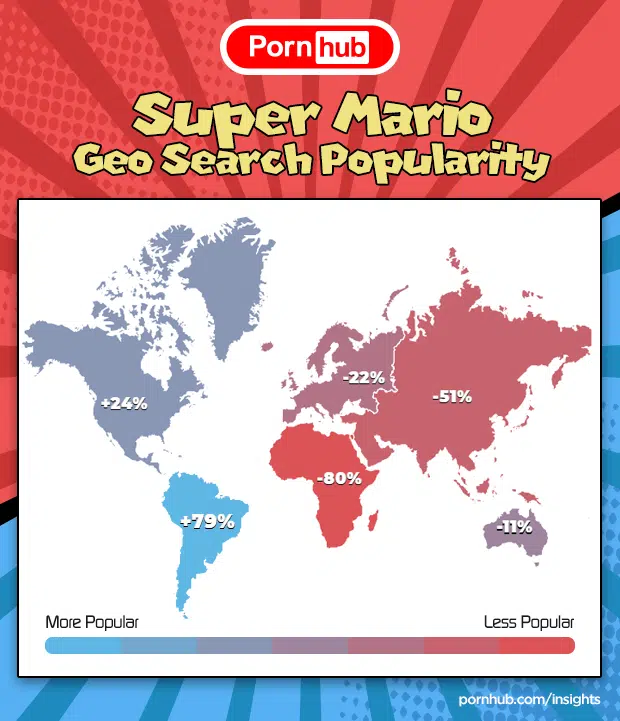 Pornhub
Super Mario
Geo Search Popularity
+24%
-22%
-51%
-80%
+79%
-11%
More Popular
Less Popular
pornhub.com/insights